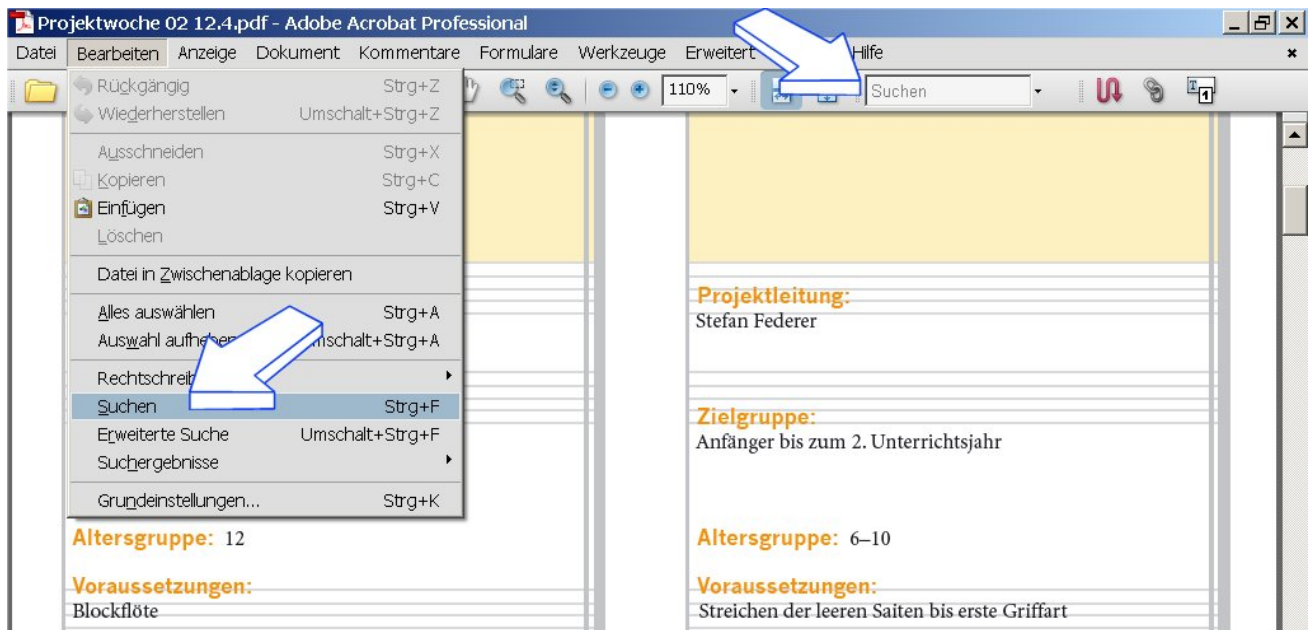 Projektwoche 02 12.4.pdf - Adobe Acrobat Professional
Datei Bearbeiten Anzeige Dokument Kommentare Formulare Werkzeuge Erweitert Hilfe
Rückgängig Strg+Z
110% Suchen
Wiederherstellen Umschalt+Strg+Z
Ausschneiden Strg+X
Kopieren Strg+C
Einfügen Strg+V
Löschen
Datei in Zwischenablage kopieren
Alles auswählen Strg+A
Auswahl aufheben Umschalt+Strg+A
Rechtschreib
Suchen Strg+F
Erweiterte Suche Umschalt+Strg+F
Suchergebnisse
Grundeinstellungen... Strg+K
Altersgruppe: 12
Voraussetzungen:
Blockflöte
Projektleitung:
Stefan Federer
Zielgruppe:
Anfänger bis zum 2. Unterrichtsjahr
Altersgruppe: 6–10
Voraussetzungen:
Streichen der leeren Saiten bis erste Griffart